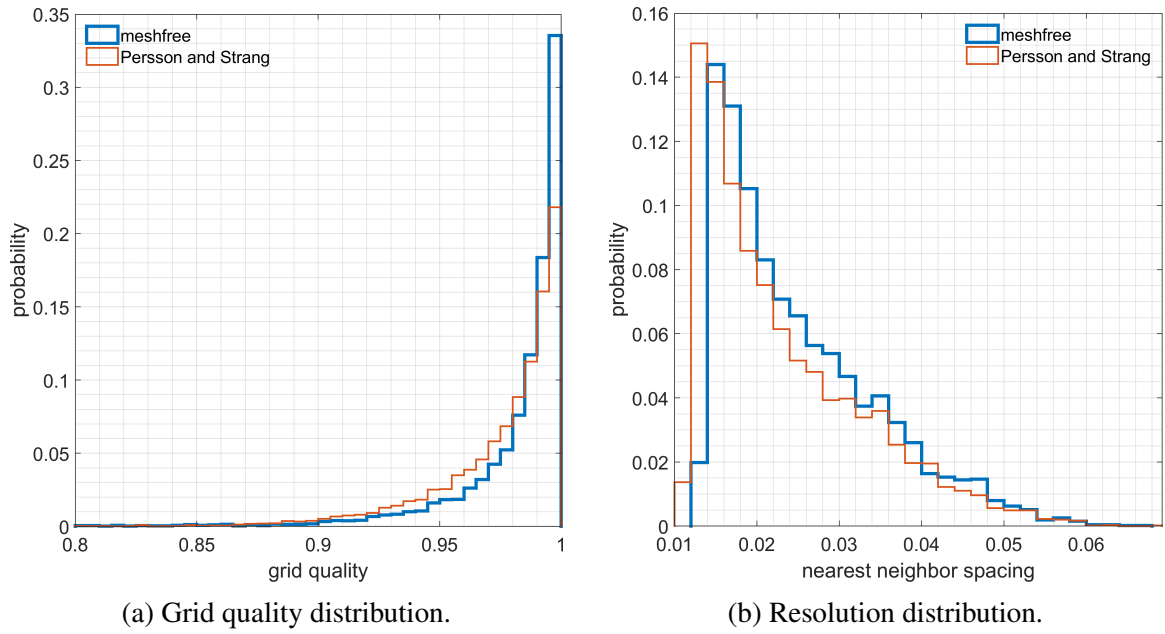 0.35
0.3
0.25
0.2
0.15
0.1
0.05
0
probability
meshfree
Persson and Strang
0.8
0.85
0.9
0.95
1
grid quality
(a) Grid quality distribution.
0.16
0.14
0.12
0.1
0.08
0.06
0.04
0.02
0
probability
meshfree
Persson and Strang
0.01
0.02
0.03
0.04
0.05
0.06
nearest neighbor spacing
(b) Resolution distribution.